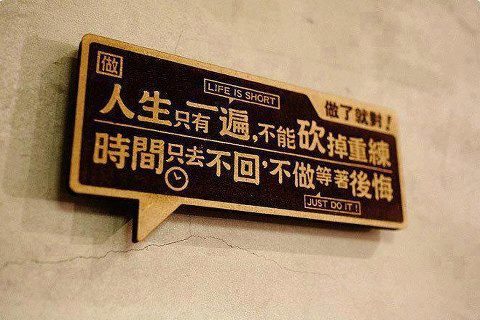 做
LIFE IS SHORT
做了就對!
人生只有一遍,不能砍掉重練
時間只去不回,不做等著後悔
JUST DO IT!